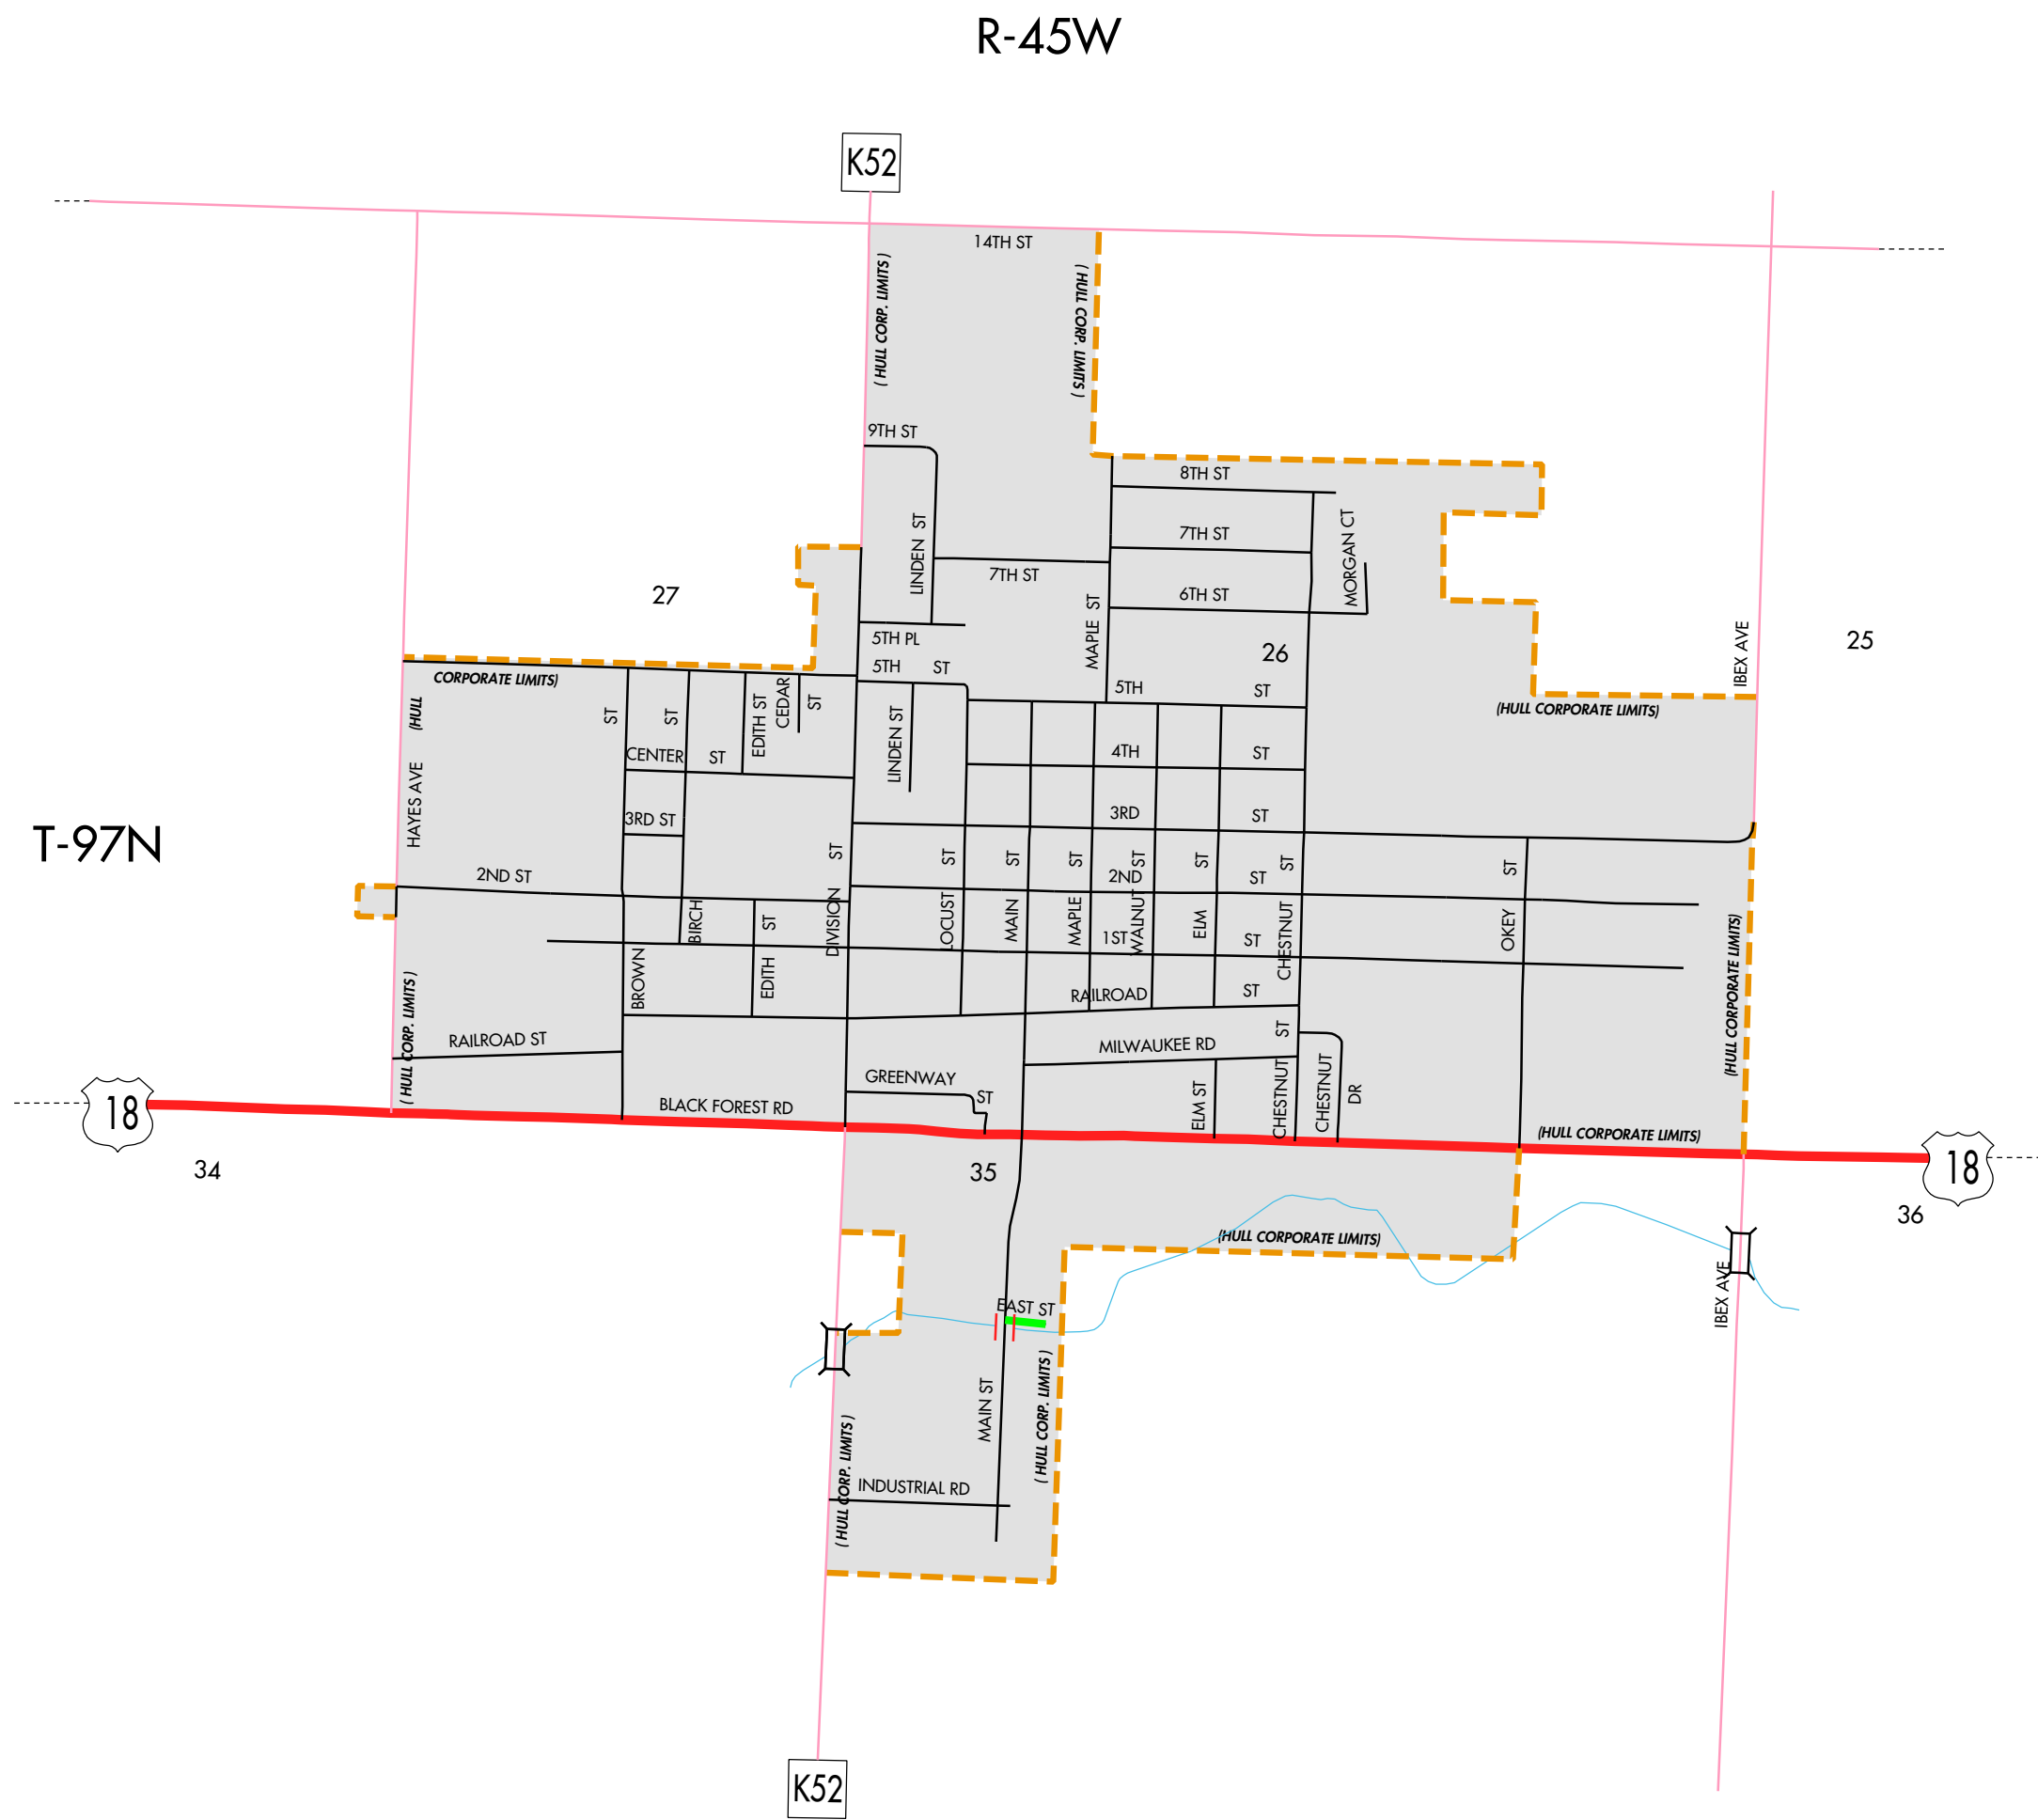 R-45W
K52
14TH ST
( HULL CORP. LIMITS )
( HULL CORP. LIMITS )
9TH ST
8TH ST
LINDEN ST
7TH ST
MORGAN CT
7TH ST
6TH ST
27
MAPLE ST
5TH PL
26
IBEX AVE
25
5TH ST
5TH ST
(HULL CORPORATE LIMITS)
(HULL CORPORATE LIMITS)
ST
ST
EDITH ST
CEDAR ST
LINDEN ST
CENTER ST
4TH ST
HAYES AVE
3RD ST
3RD ST
T-97N
2ND ST
2ND ST
BROWN
BIRCH
EDITH ST
DIVISION ST
LOCUST ST
MAIN ST
MAPLE ST
WALNUT ST
ELM ST
CHESTNUT ST
OKEY ST
1ST ST
(HULL CORPORATE LIMITS)
( HULL CORP. LIMITS )
RAILROAD ST
RAILROAD ST
MILWAUKEE RD
GREENWAY ST
ELM ST
CHESTNUT ST
CHESTNUT DR
BLACK FOREST RD
18
(HULL CORPORATE LIMITS)
18
34
35
36
(HULL CORPORATE LIMITS)
IBEX AVE
EAST ST
MAIN ST
( HULL CORP. LIMITS )
( HULL CORP. LIMITS )
INDUSTRIAL RD
K52